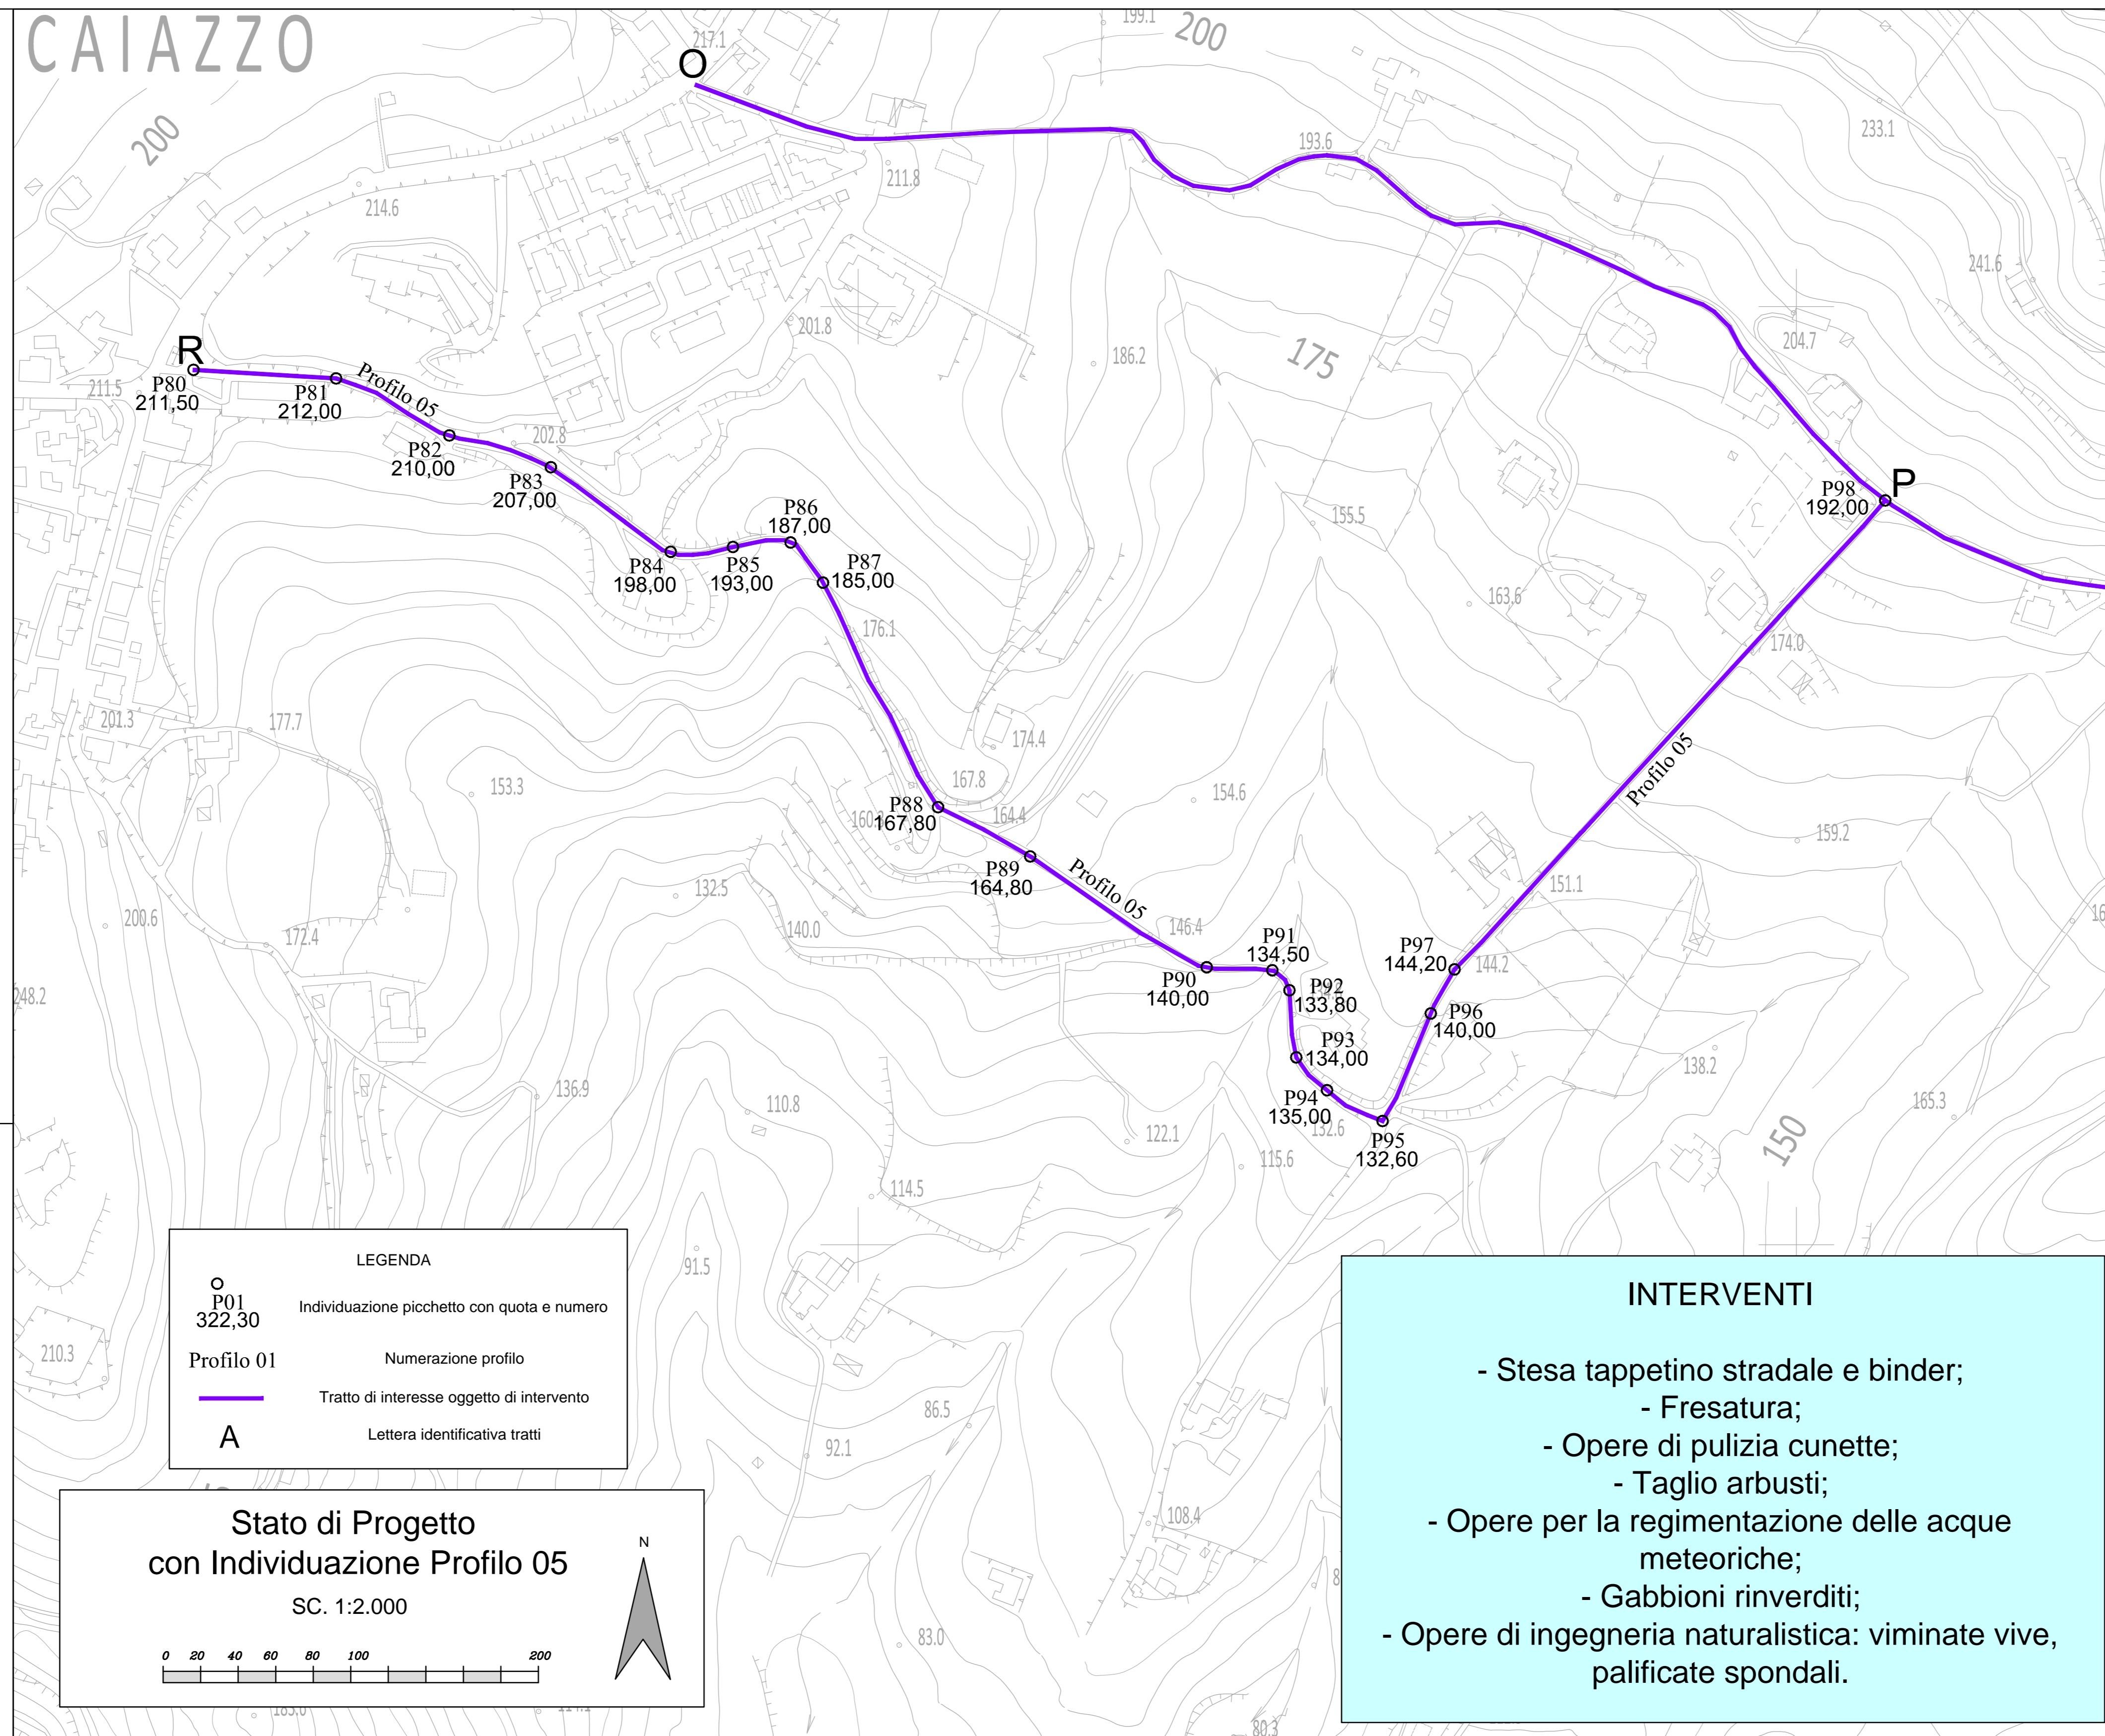 CAIAZZO
217.1
199.1
200
O
200
193.6
233.1
211.8
214.6
241.6
201.8
204.7
175
186.2
R
P80
211,50
211.5
P81
212,00
Profilo 05
P82
210,00
202.8
P83
207,00
P84
198,00
P85
193,00
P86
187,00
P87
185,00
155.5
P98
192,00
P
163.6
176.1
174.0
201.3
177.7
174.4
Profilo 05
153.3
167.8
154.6
P88
167,80
164.4
159.2
P89
164,80
Profilo 05
132.5
151.1
200.6
172.4
140.0
146.4
P91
134,50
P97
144,20
144.2
P90
140,00
P92
133,80
248.2
P96
140,00
P93
134,00
138.2
136.9
110.8
P94
135,00
132.6
165.3
122.1
P95
132,60
150
115.6
114.5
91.5
210.3
86.5
92.1
108.4
83.0
80.3
LEGENDA
P01
322,30
Individuazione picchetto con quota e numero
Profilo 01
Numerazione profilo
Tratto di interesse oggetto di intervento
A
Lettera identificativa tratti
Stato di Progetto
con Individuazione Profilo 05
SC. 1:2.000
N
0 20 40 60 80 100 200
INTERVENTI
- Stesa tappetino stradale e binder;
- Fresatura;
- Opere di pulizia cunette;
- Taglio arbusti;
- Opere per la regimentazione delle acque
meteoriche;
- Gabbioni rinverditi;
- Opere di ingegneria naturalistica: viminate vive,
palificate spondali.